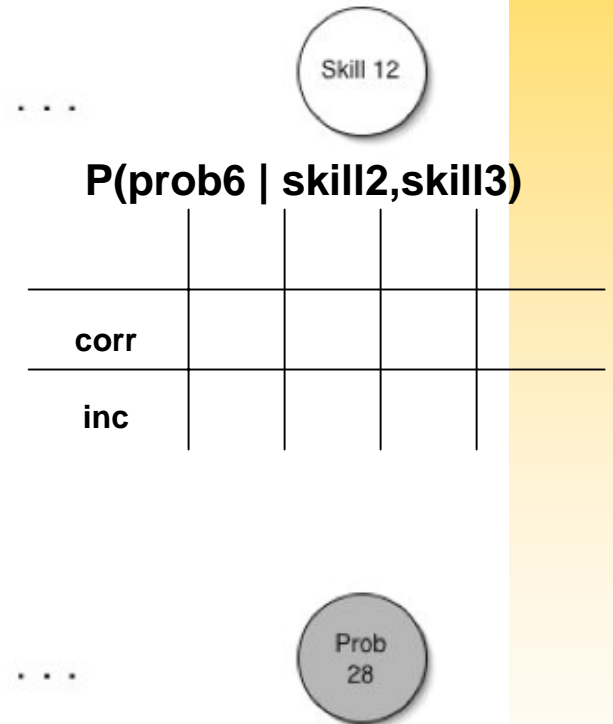 Skill 12
. . .
P(prob6 | skill2,skill3)
corr
inc
Prob
28
. . .